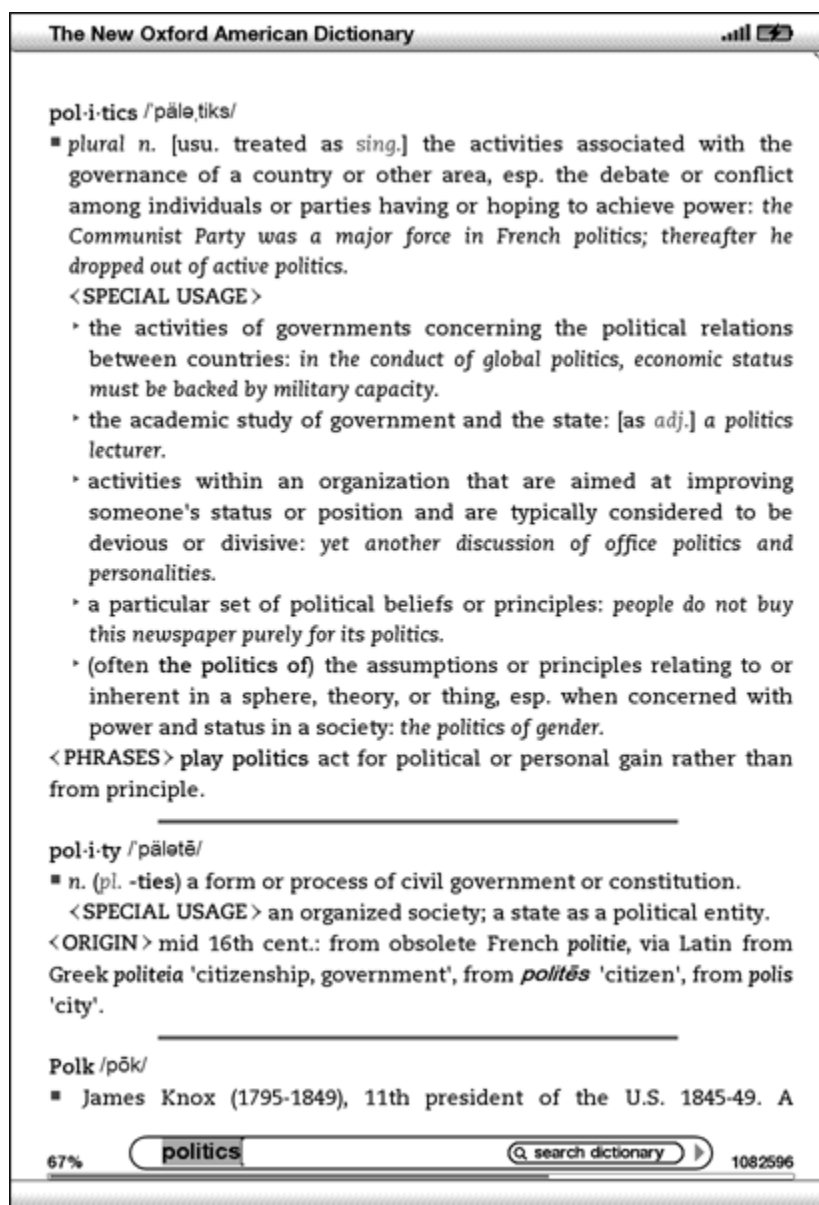 The New Oxford American Dictionary
pol·i·tics /ˈpäləˌtiks/
▪ plural n. [usu. treated as sing.] the activities associated with the
governance of a country or other area, esp. the debate or conflict
among individuals or parties having or hoping to achieve power: the
Communist Party was a major force in French politics; thereafter he
dropped out of active politics.
<SPECIAL USAGE>
‣ the activities of governments concerning the political relations
between countries: in the conduct of global politics, economic status
must be backed by military capacity.
‣ the academic study of government and the state: [as adj.] a politics
lecturer.
‣ activities within an organization that are aimed at improving
someone's status or position and are typically considered to be
devious or divisive: yet another discussion of office politics and
personalities.
‣ a particular set of political beliefs or principles: people do not buy
this newspaper purely for its politics.
‣ (often the politics of) the assumptions or principles relating to or
inherent in a sphere, theory, or thing, esp. when concerned with
power and status in a society: the politics of gender.
<PHRASES> play politics act for political or personal gain rather than
from principle.
pol·i·ty /ˈpälətē/
▪ n. (pl. -ties) a form or process of civil government or constitution.
<SPECIAL USAGE> an organized society; a state as a political entity.
<ORIGIN> mid 16th cent.: from obsolete French politie, via Latin from
Greek politeia 'citizenship, government', from politēs 'citizen', from polis
'city'.
Polk /pōk/
▪ James Knox (1795-1849), 11th president of the U.S. 1845-49. A
67% politics search dictionary 1082596